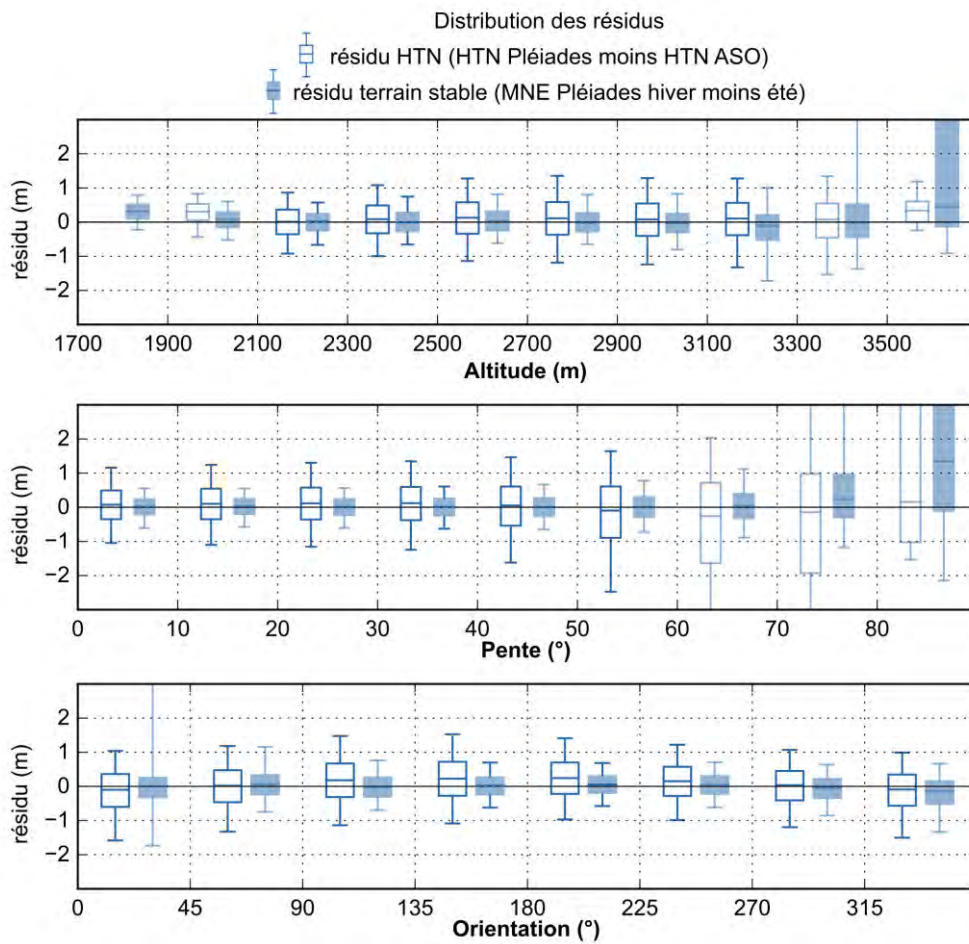 Distribution des résidus
résidu HTN (HTN Pléiades moins HTN ASO)
résidu terrain stable (MNE Pléiades hiver moins été)
résidu (m)
2
1
0
−1
−2
1700 1900 2100 2300 2500 2700 2900 3100 3300 3500
Altitude (m)
résidu (m)
2
1
0
−1
−2
0 10 20 30 40 50 60 70 80
Pente (°)
résidu (m)
2
1
0
−1
−2
0 45 90 135 180 225 270 315
Orientation (°)